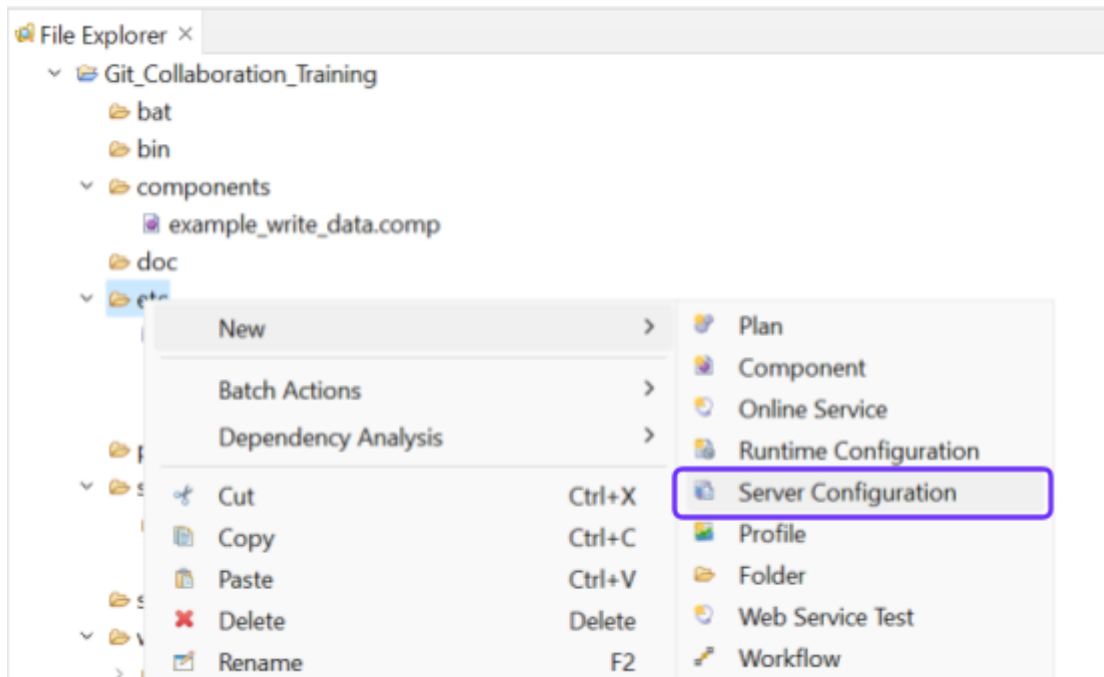 File Explorer ×
Git_Collaboration_Training
bat
bin
components
example_write_data.comp
doc
etc
New
Batch Actions
Dependency Analysis
Cut Ctrl+X
Copy Ctrl+C
Paste Ctrl+V
Delete Delete
Rename F2
Plan
Component
Online Service
Runtime Configuration
Server Configuration
Profile
Folder
Web Service Test
Workflow